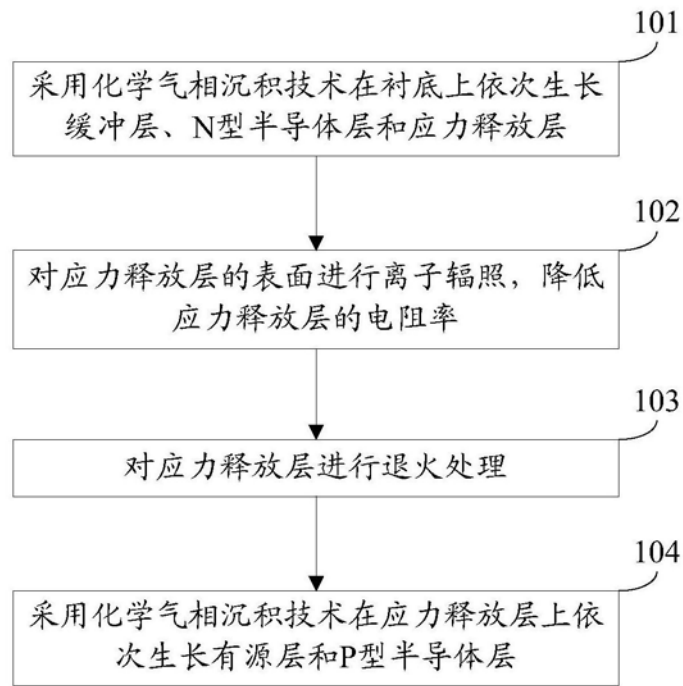 101
采用化学气相沉积技术在衬底上依次生长
缓冲层、N型半导体层和应力释放层
102
对应力释放层的表面进行离子辐照，降低
应力释放层的电阻率
103
对应力释放层进行退火处理
104
采用化学气相沉积技术在应力释放层上依
次生长有源层和P型半导体层